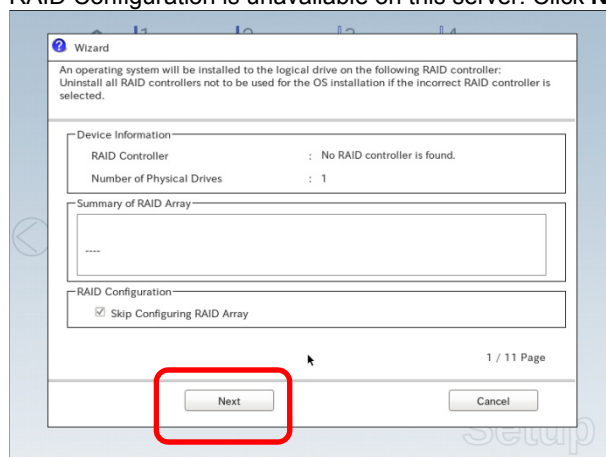 RAID Configuration is unavailable on this server. Click N
Wizard
An operating system will be installed to the logical drive on the following RAID controller:
Uninstall all RAID controllers not to be used for the OS installation if the incorrect RAID controller is
selected.
Device Information
RAID Controller : No RAID controller is found.
Number of Physical Drives : 1
Summary of RAID Array
----
RAID Configuration
Skip Configuring RAID Array
1 / 11 Page
Next Cancel
Setup